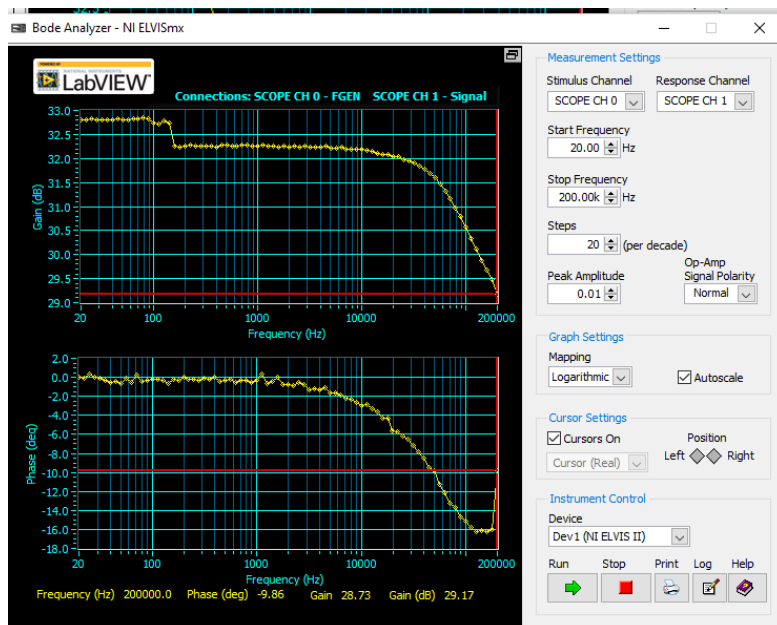 Bode Analyzer - NI ELVISmx
POWERED BY
NATIONAL INSTRUMENTS
LabVIEW™
Connections: SCOPE CH 0 - FGEN SCOPE CH 1 - Signal
33.0
32.5
32.0
31.5
31.0
30.5
30.0
29.5
29.0
Gain (dB)
20 100 1000 10000 200000
Frequency (Hz)
2.0
0.0
-2.0
-4.0
-6.0
-8.0
-10.0
-12.0
-14.0
-16.0
-18.0
Phase (deg)
20 100 1000 10000 200000
Frequency (Hz)
Frequency (Hz) 200000.0 Phase (deg) -9.86 Gain 28.73 Gain (dB) 29.17
Measurement Settings
Stimulus Channel Response Channel
SCOPE CH 0 SCOPE CH 1
Start Frequency
20.00 Hz
Stop Frequency
200.00k Hz
Steps
20 (per decade)
Peak Amplitude
0.01
Op-Amp
Signal Polarity
Normal
Graph Settings
Mapping
Logarithmic Autoscale
Cursor Settings
Cursors On Position
Cursor (Real) Left Right
Instrument Control
Device
Dev1 (NI ELVIS II)
Run Stop Print Log Help